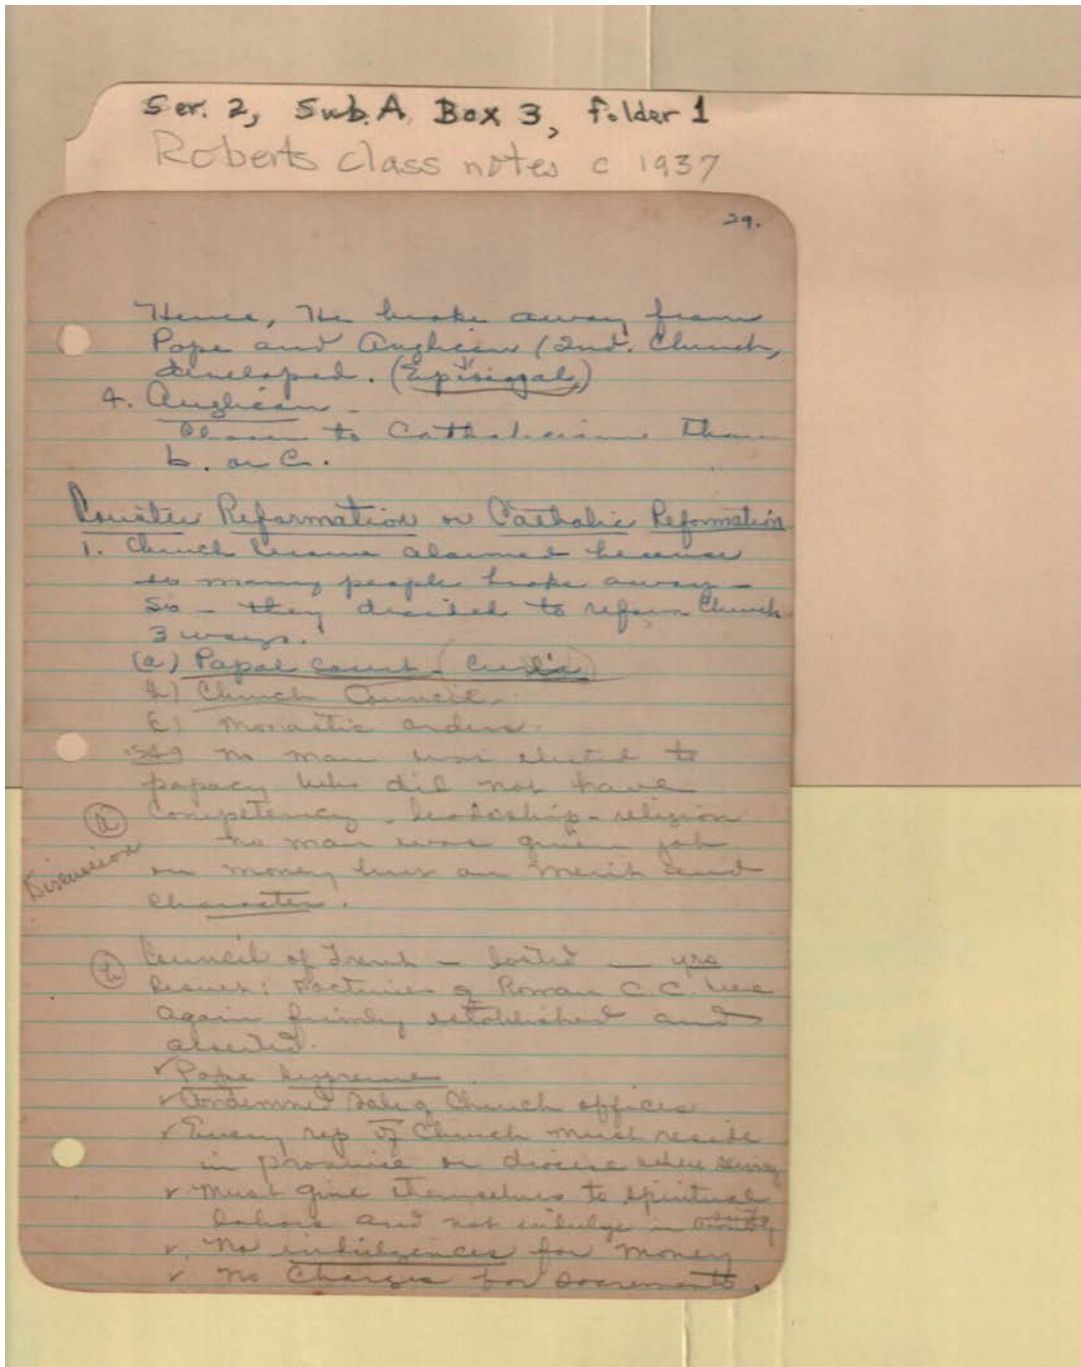 Ser. 2, Sub. A, Box 3, Folder 1
Roberts class notes c 1937
29.
Hence, He broke away from
Pope and Anglican (2nd. Church,
developed. (Episcopal)
4. Anglican -
Closer to Catholicism than
b. or C.
Counter Reformation or Catholic Reformation
1. Church became alarmed because
so many people broke away -
So - they decided to reform Church
3 ways.
(a) Papal court - Curia
b) Church Council.
C) Monastic orders.
1549 No man was elected to
papacy who did not have
(a) Competency, leadership - religion
Discussion
No man was given job
on money but on merit and
character.
(b) Council of Trent - lasted — yrs
Result: Doctrines of Roman C.C. were
again firmly established and
asserted.
✓ Pope supreme
✓ Condemned sale of Church offices
✓ Every rep of Church must reside
in province or diocese where serving
✓ Must give themselves to spiritual
labors and not indulge in
✓ No indulgences for money
✓ No Charges for sacraments.